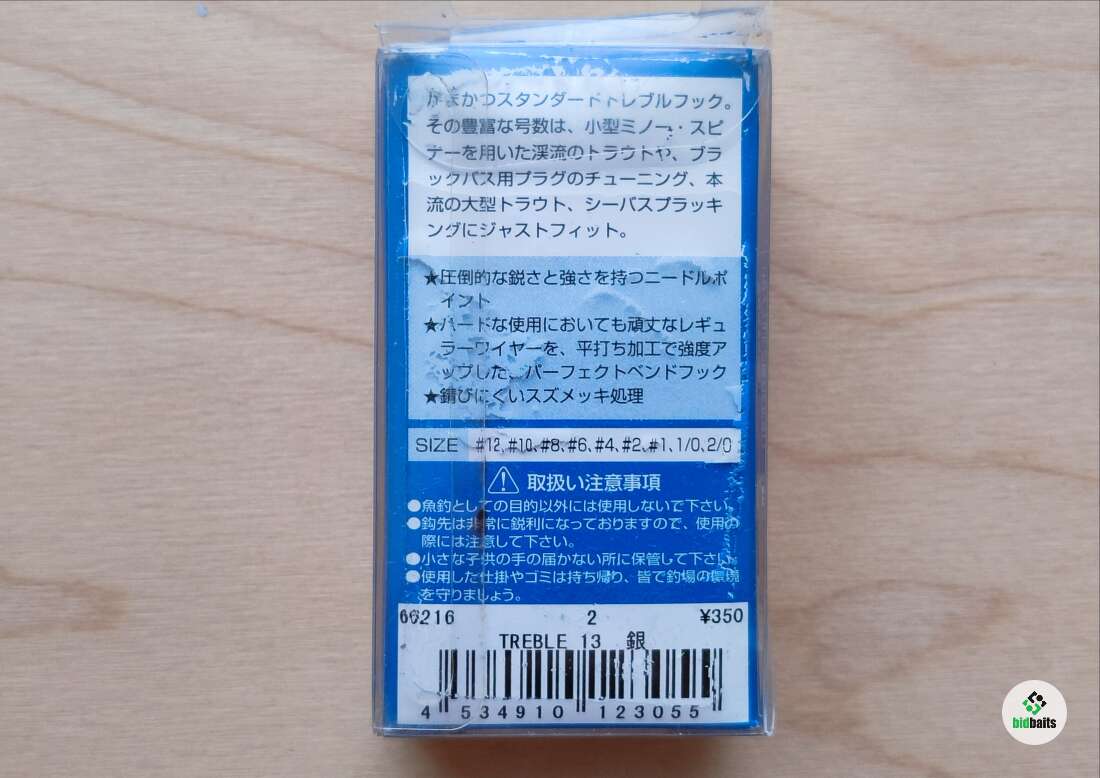 がまかつスタンダードトレブルフック。
その豊富な号数は、小型ミノー・スピ
ナーを用いた渓流のトラウトや、ブラ
ックバス用プラグのチューニング、本
流の大型トラウト、シーバスプラッキ
ングにジャストフィット。
★圧倒的な鋭さと強さを持つニードルポ
イント
★ハードな使用においても頑丈なレギュ
ラーワイヤーを、平打ち加工で強度ア
ップした、パーフェクトベンドフック
★錆びにくいスズメッキ処理
SIZE #12、#10、#8、#6、#4、#2、#1、1/0、2/0
取扱い注意事項
●魚釣としての目的以外には使用しないで下さい。
●鈎先は非常に鋭利になっておりますので、使用の
際には注意して下さい。
●小さな子供の手の届かない所に保管して下さい。
●使用した仕掛やゴミは持ち帰り、皆で釣場の環境
を守りましょう。
66216 2 ¥350
TREBLE 13 銀
4 534910 123055
bidbaits